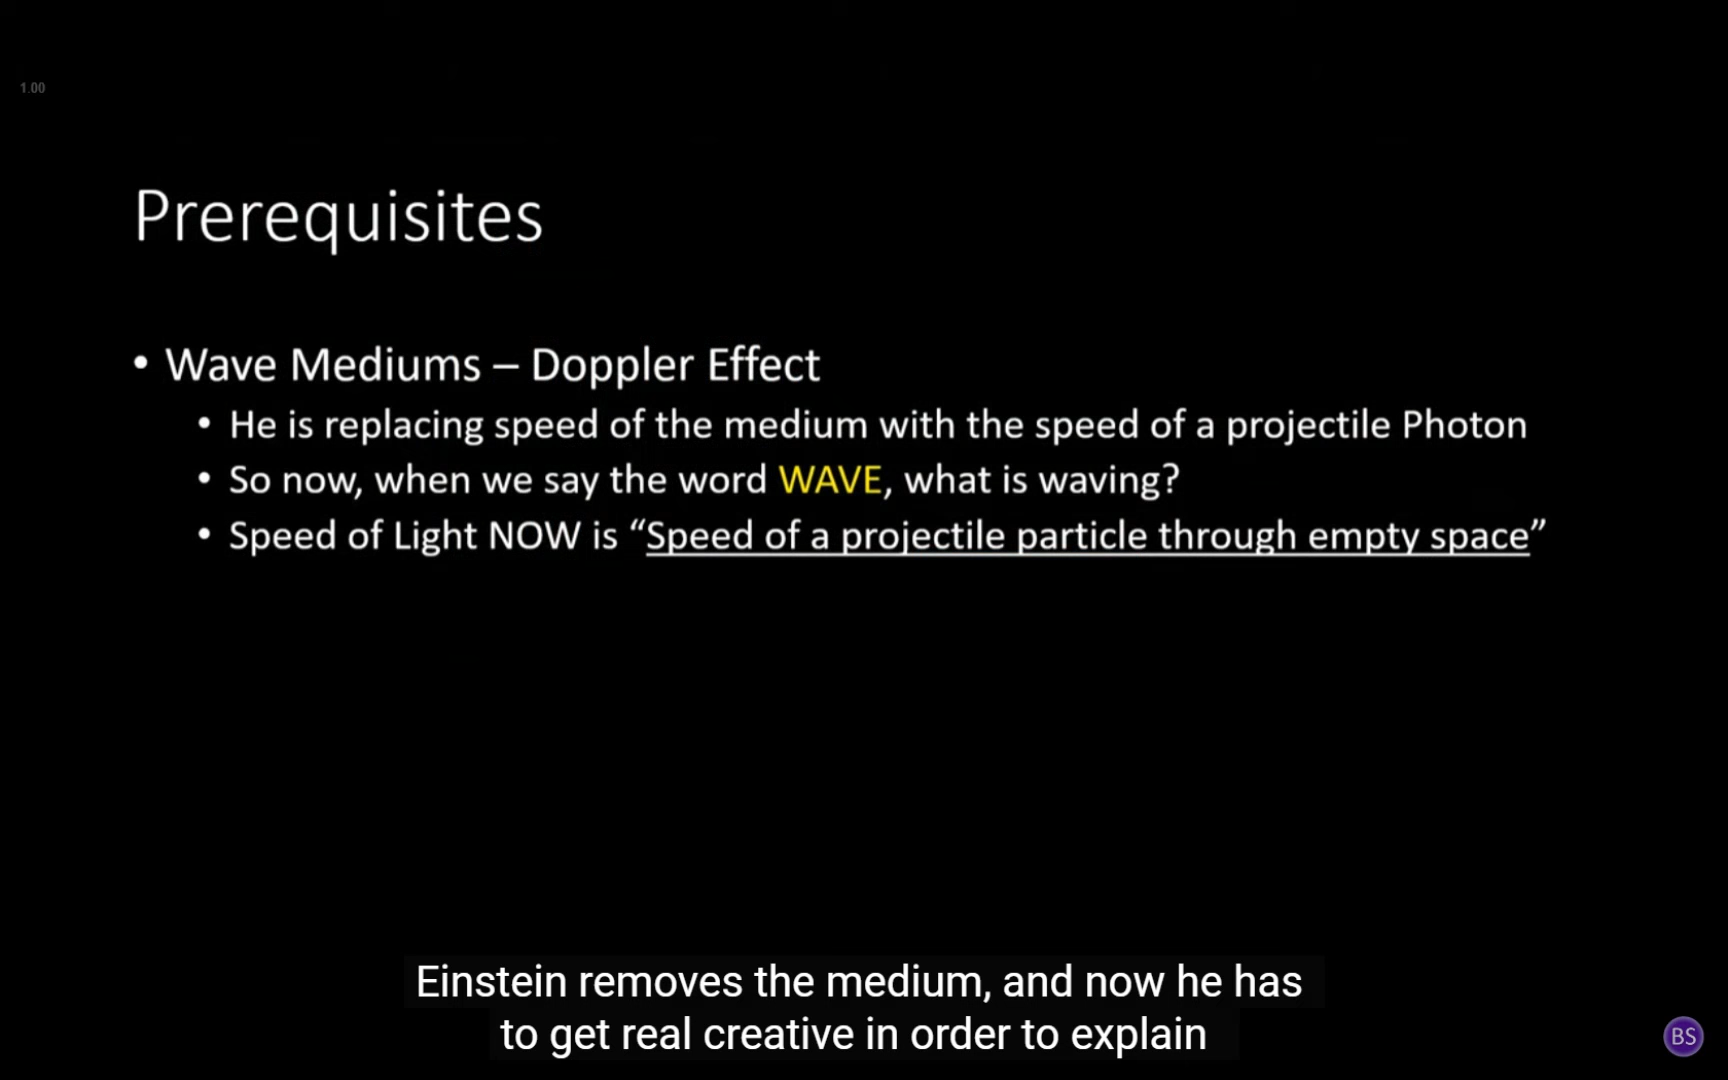 1.00
Prerequisites
• Wave Mediums – Doppler Effect
• He is replacing speed of the medium with the speed of a projectile Photon
• So now, when we say the word WAVE, what is waving?
• Speed of Light NOW is “Speed of a projectile particle through empty space”
Einstein removes the medium, and now he has
to get real creative in order to explain
BS